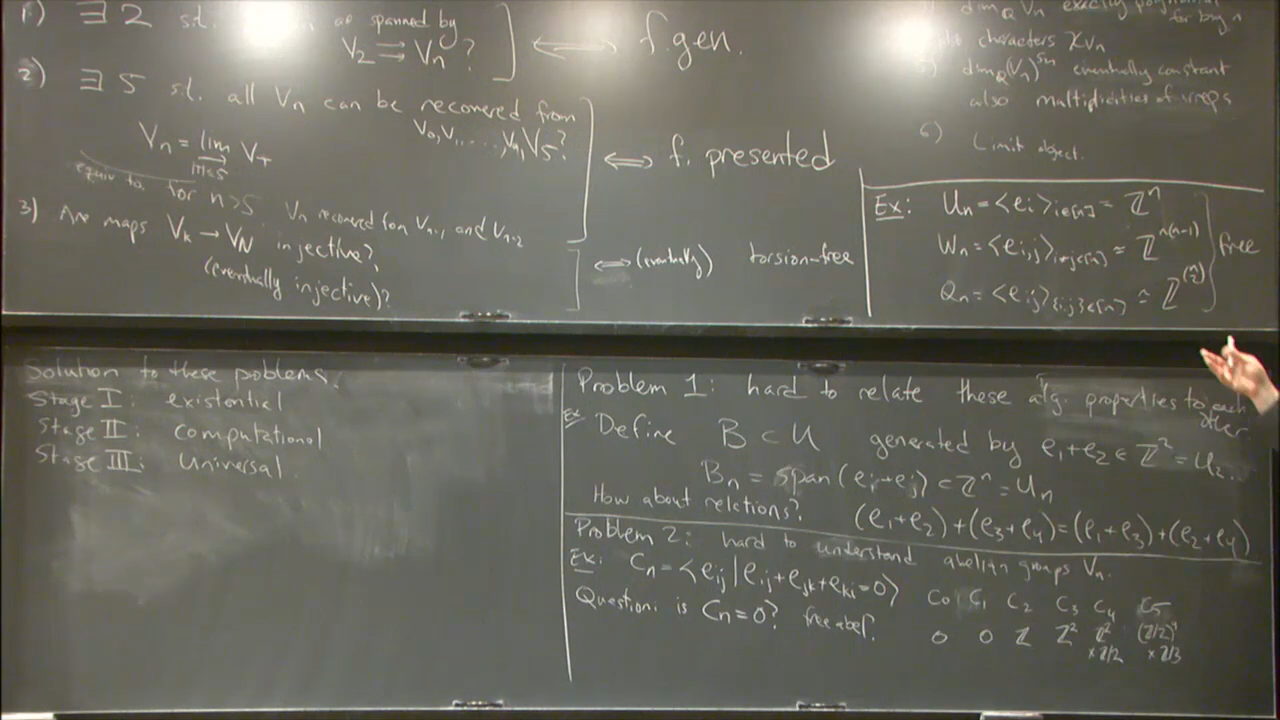 1) ∃ 2 s.t. as spanned by
V₂ ⇉ Vₙ? ] ⟺ f.gen.
2) ∃ 5 s.t. all Vₙ can be recovered from
V₀, V₁, ..., V₄, V₅?
Vₙ = lim V_T
⟺ f. presented
equiv to for n>5 Vₙ recovered from Vₙ₋₁ and Vₙ₋₂
3) Are maps V_k → V_N injective?
(eventually injective)?
⟺ (eventually) torsion-free
dim_Q Vₙ exactly polynomial
for big n
characters χ_Vₙ
5) dim_Q(Vₙ)^Sₙ eventually constant
also multiplicities of irreps
6) Limit object.
Ex: Uₙ = <eᵢ>_{i∈[n]} = ℤⁿ
Wₙ = <eᵢ,ⱼ>_{i≠j∈[n]} ≈ ℤ^{n(n-1)} free
Qₙ = <eᵢⱼ>_{{i,j}∈[n]} ≅ ℤ^{(n 2)}
Solution to these problems.
Stage I: existential
Stage II: computational
Stage III: universal
Problem 1: hard to relate these alg. properties to each
other.
Ex Define B ⊂ U generated by e₁+e₂ ∈ ℤ² = U₂.
Bₙ = span(eᵢ+eⱼ) ⊂ ℤⁿ = Uₙ
How about relations? (e₁+e₂)+(e₃+e₄)=(e₁+e₃)+(e₂+e₄)
Problem 2: hard to understand abelian groups Vₙ.
Ex: Cₙ = <eᵢⱼ | eᵢⱼ+eⱼₖ+eₖᵢ=0>
Question: is Cₙ=0? free abel?
C₀ C₁ C₂ C₃ C₄ C₅
0 0 ℤ ℤ² ℤ² × ℤ/2 (ℤ/2)⁴ × ℤ/3